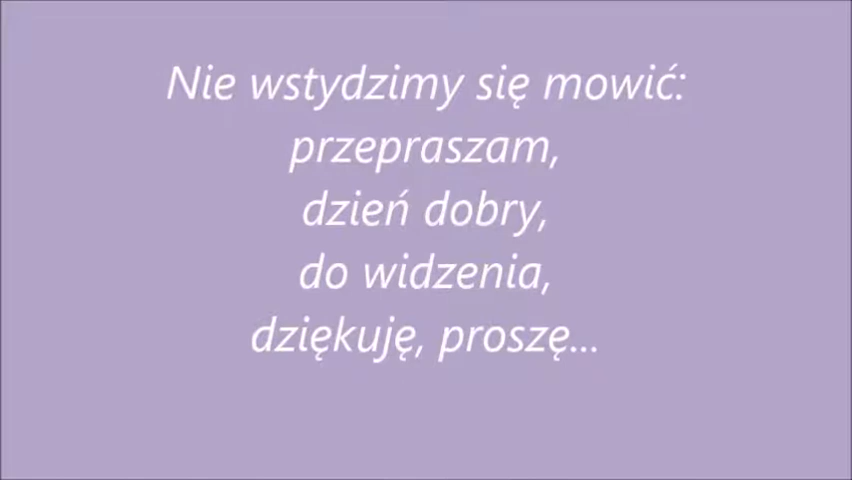 Nie wstydzimy się mowić:
przepraszam,
dzień dobry,
do widzenia,
dziękuję, proszę...